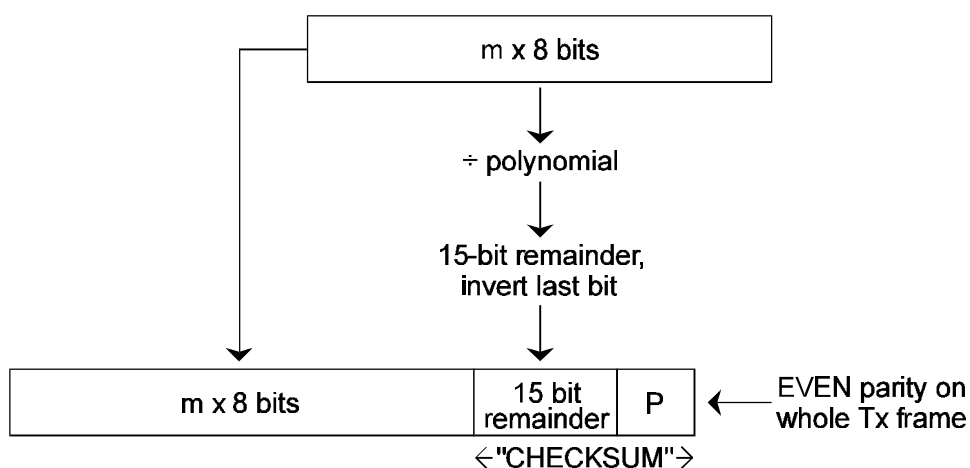 m x 8 bits
÷ polynomial
15-bit remainder,
invert last bit
m x 8 bits
15 bit
remainder
P
EVEN parity on
whole Tx frame
"CHECKSUM"